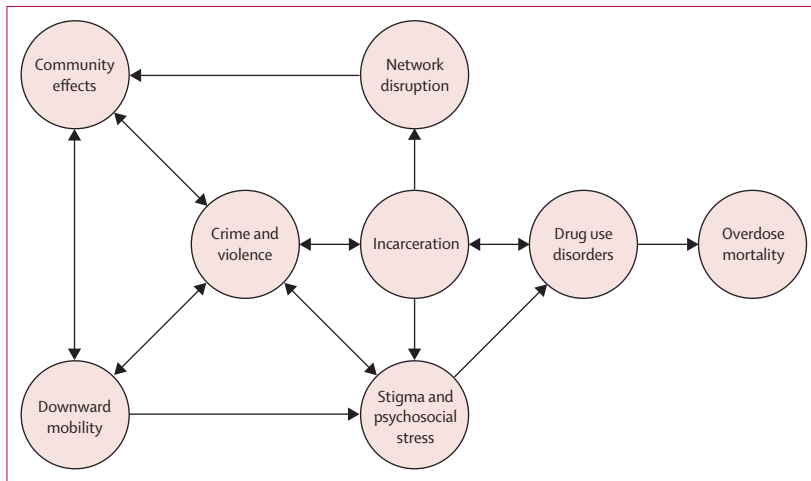 Community
effects
Network
disruption
Crime and
violence
Incarceration
Drug use
disorders
Overdose
mortality
Downward
mobility
Stigma and
psychosocial
stress